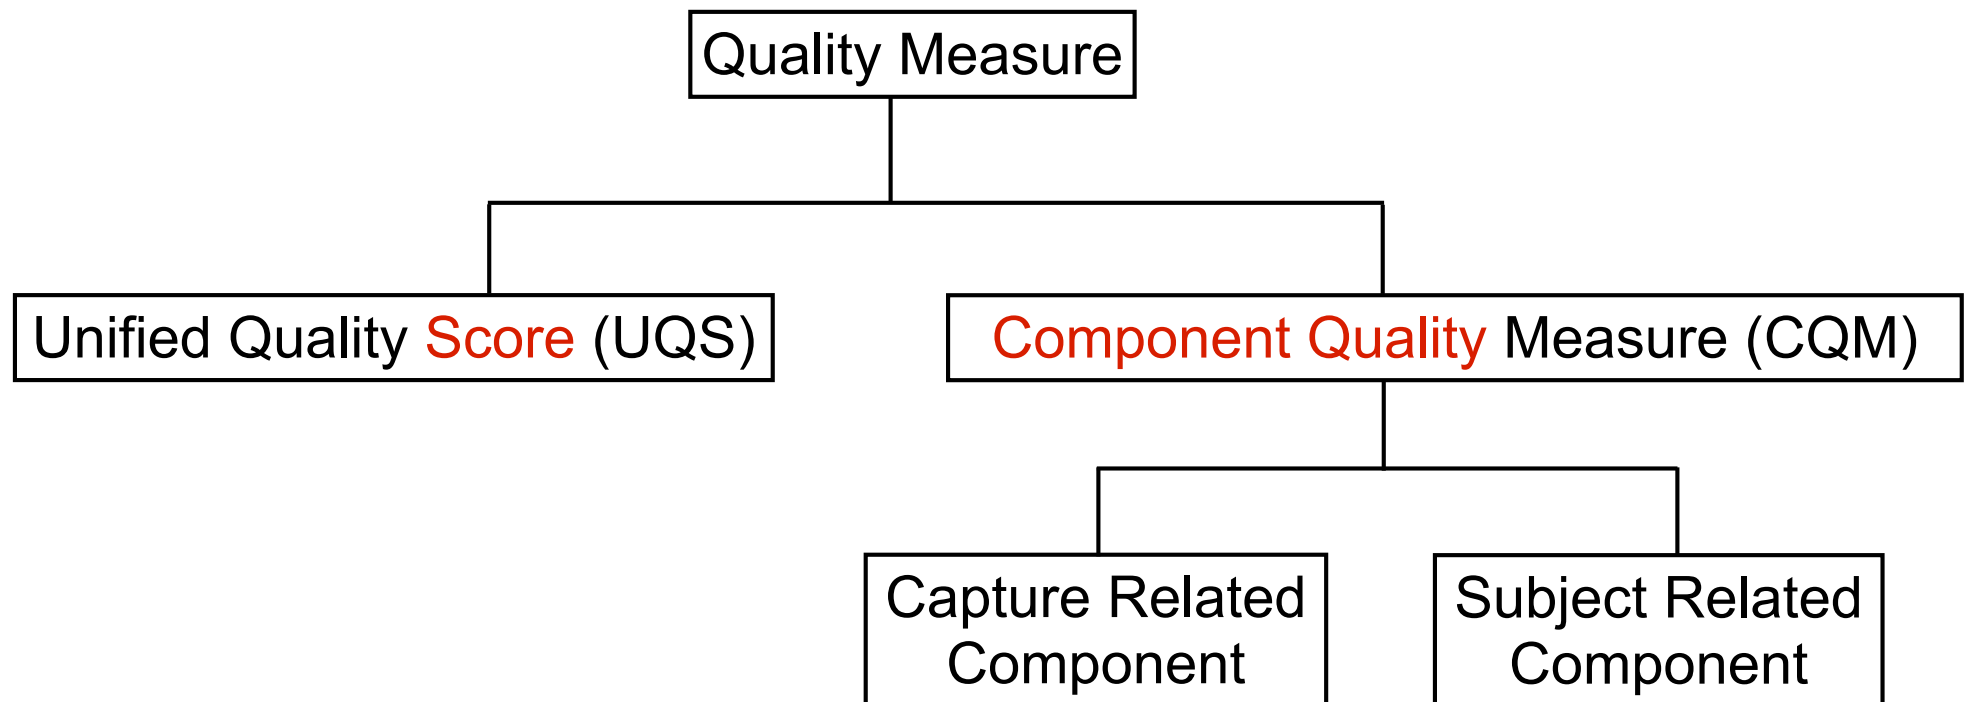 Quality Measure
Unified Quality Score (UQS)
Component Quality Measure (CQM)
Capture Related
Component
Subject Related
Component